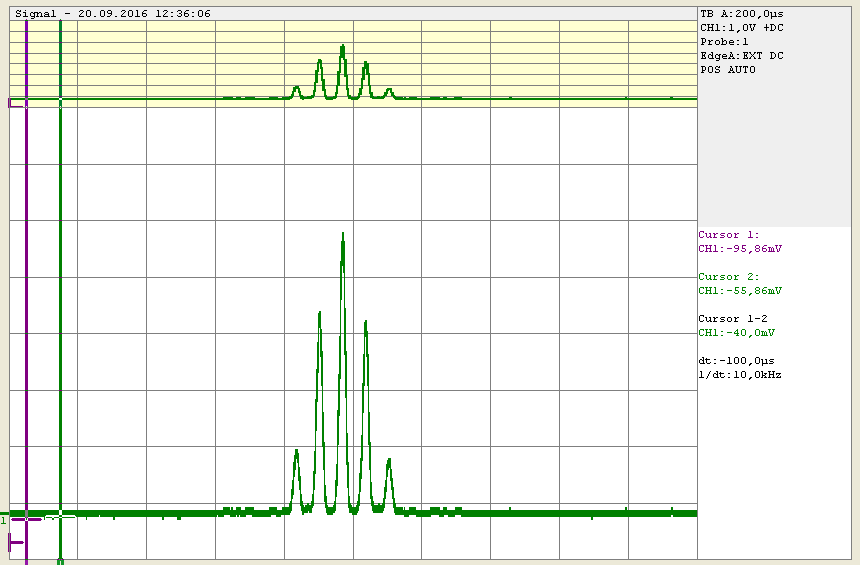 Signal - 20.09.2016 12:36:06
TB A:200,0µs
CH1:1,0V +DC
Probe:1
EdgeA:EXT DC
POS AUTO
Cursor 1:
CH1:-95,86mV
Cursor 2:
CH1:-55,86mV
Cursor 1-2
CH1:-40,0mV
dt:-100,0µs
1/dt:10,0kHz
1